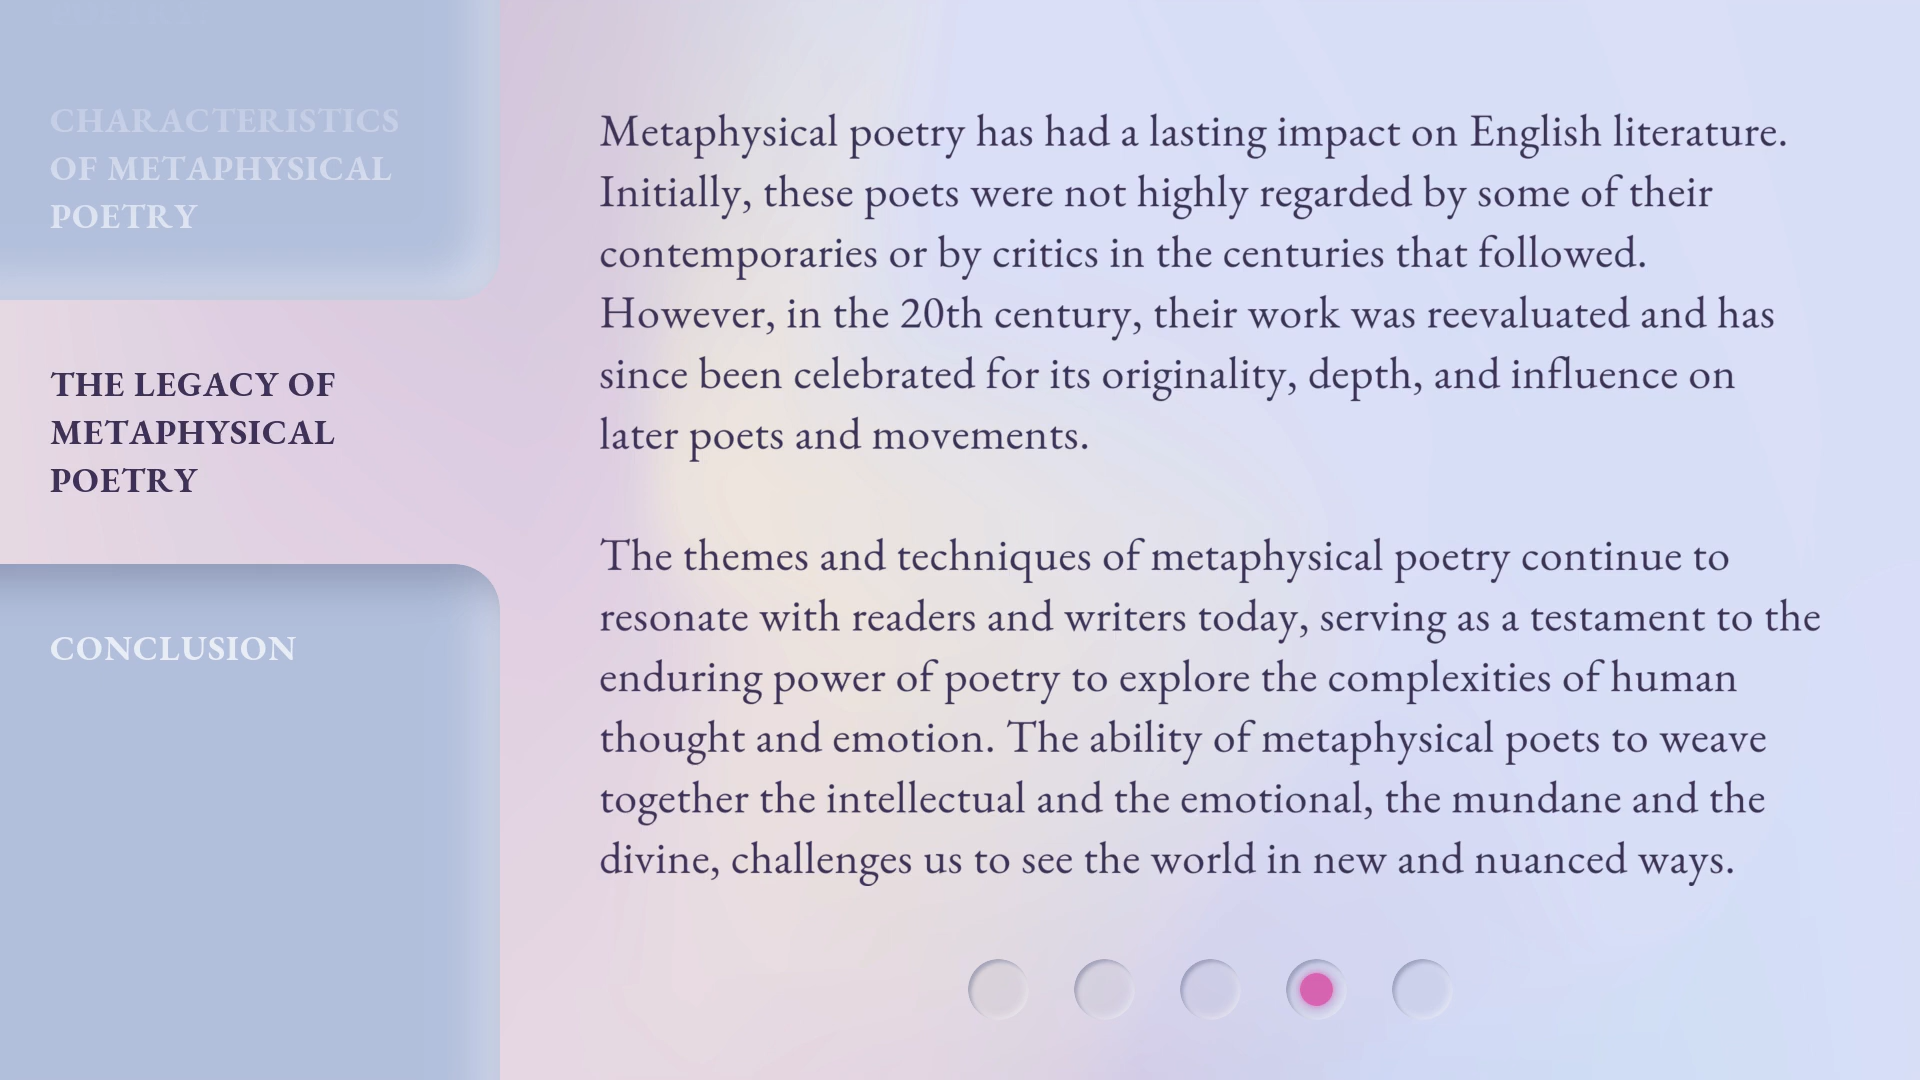 CHARACTERISTICS
OF METAPHYSICAL
POETRY
THE LEGACY OF
METAPHYSICAL
POETRY
CONCLUSION
Metaphysical poetry has had a lasting impact on English literature.
Initially, these poets were not highly regarded by some of their
contemporaries or by critics in the centuries that followed.
However, in the 20th century, their work was reevaluated and has
since been celebrated for its originality, depth, and influence on
later poets and movements.
The themes and techniques of metaphysical poetry continue to
resonate with readers and writers today, serving as a testament to the
enduring power of poetry to explore the complexities of human
thought and emotion. The ability of metaphysical poets to weave
together the intellectual and the emotional, the mundane and the
divine, challenges us to see the world in new and nuanced ways.